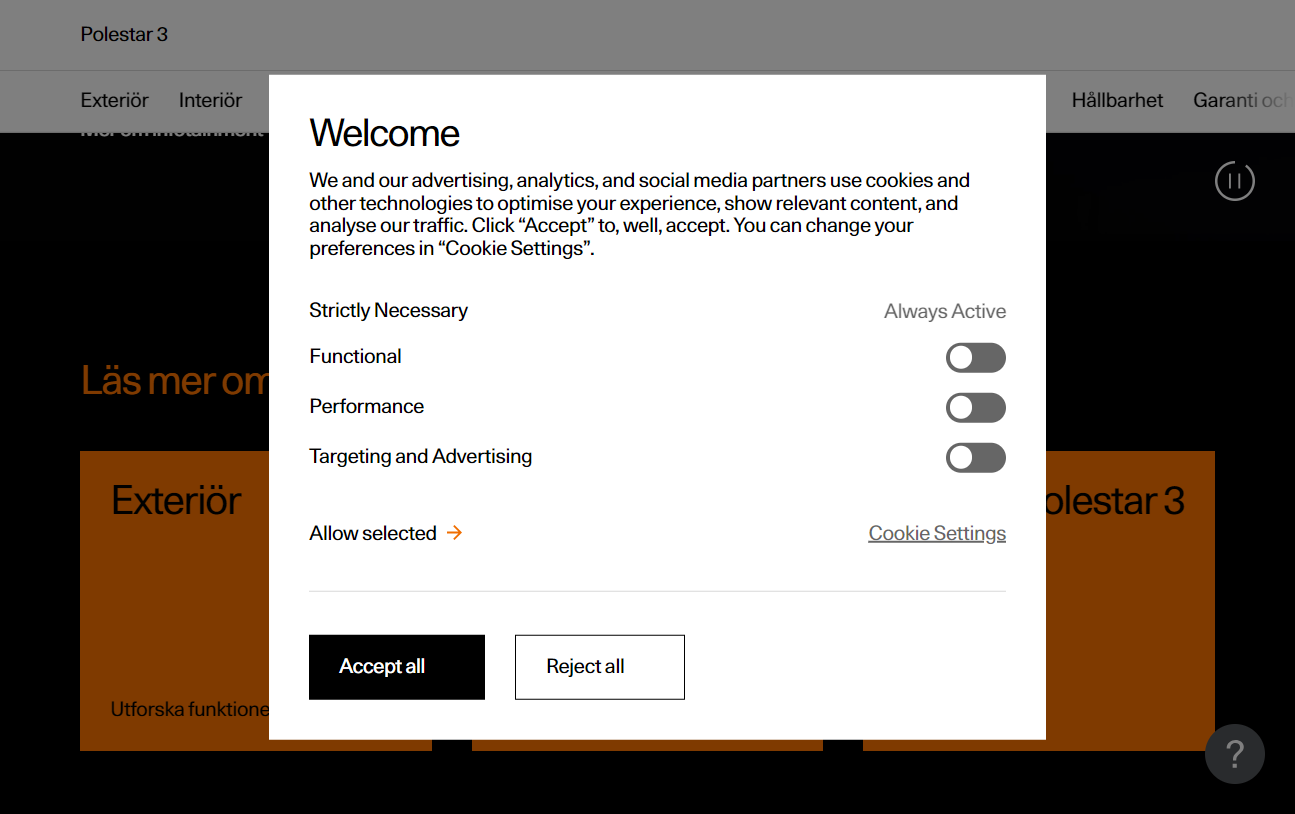 Polestar 3
Exteriör Interiör Hållbarhet Garanti och
Mer om infotainment
Welcome
We and our advertising, analytics, and social media partners use cookies and
other technologies to optimise your experience, show relevant content, and
analyse our traffic. Click “Accept” to, well, accept. You can change your
preferences in “Cookie Settings”.
Strictly Necessary Always Active
Functional
Performance
Targeting and Advertising
Läs mer om
Exteriör
olestar 3
Allow selected → Cookie Settings
Accept all Reject all
Utforska funktione
?